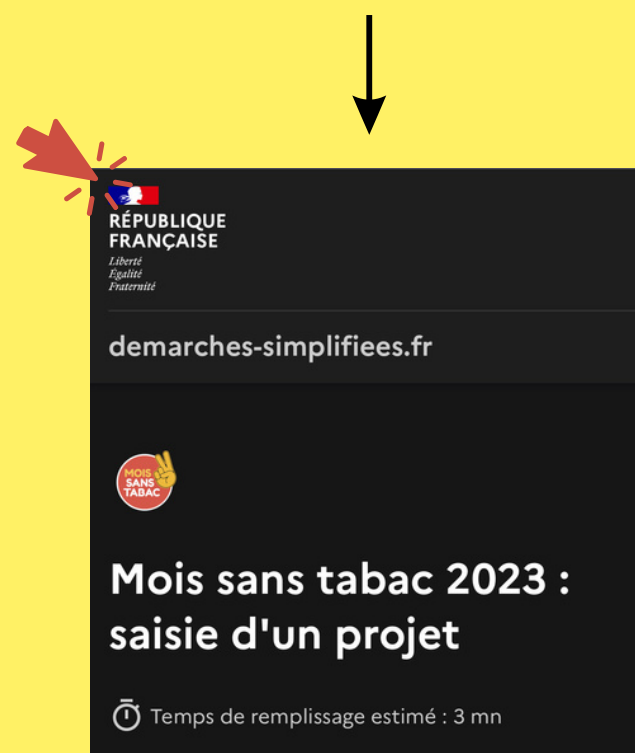 RÉPUBLIQUE
FRANÇAISE
Liberté
Égalité
Fraternité
demarches-simplifiees.fr
MOIS
SANS
TABAC
Mois sans tabac 2023 :
saisie d'un projet
Temps de remplissage estimé : 3 mn